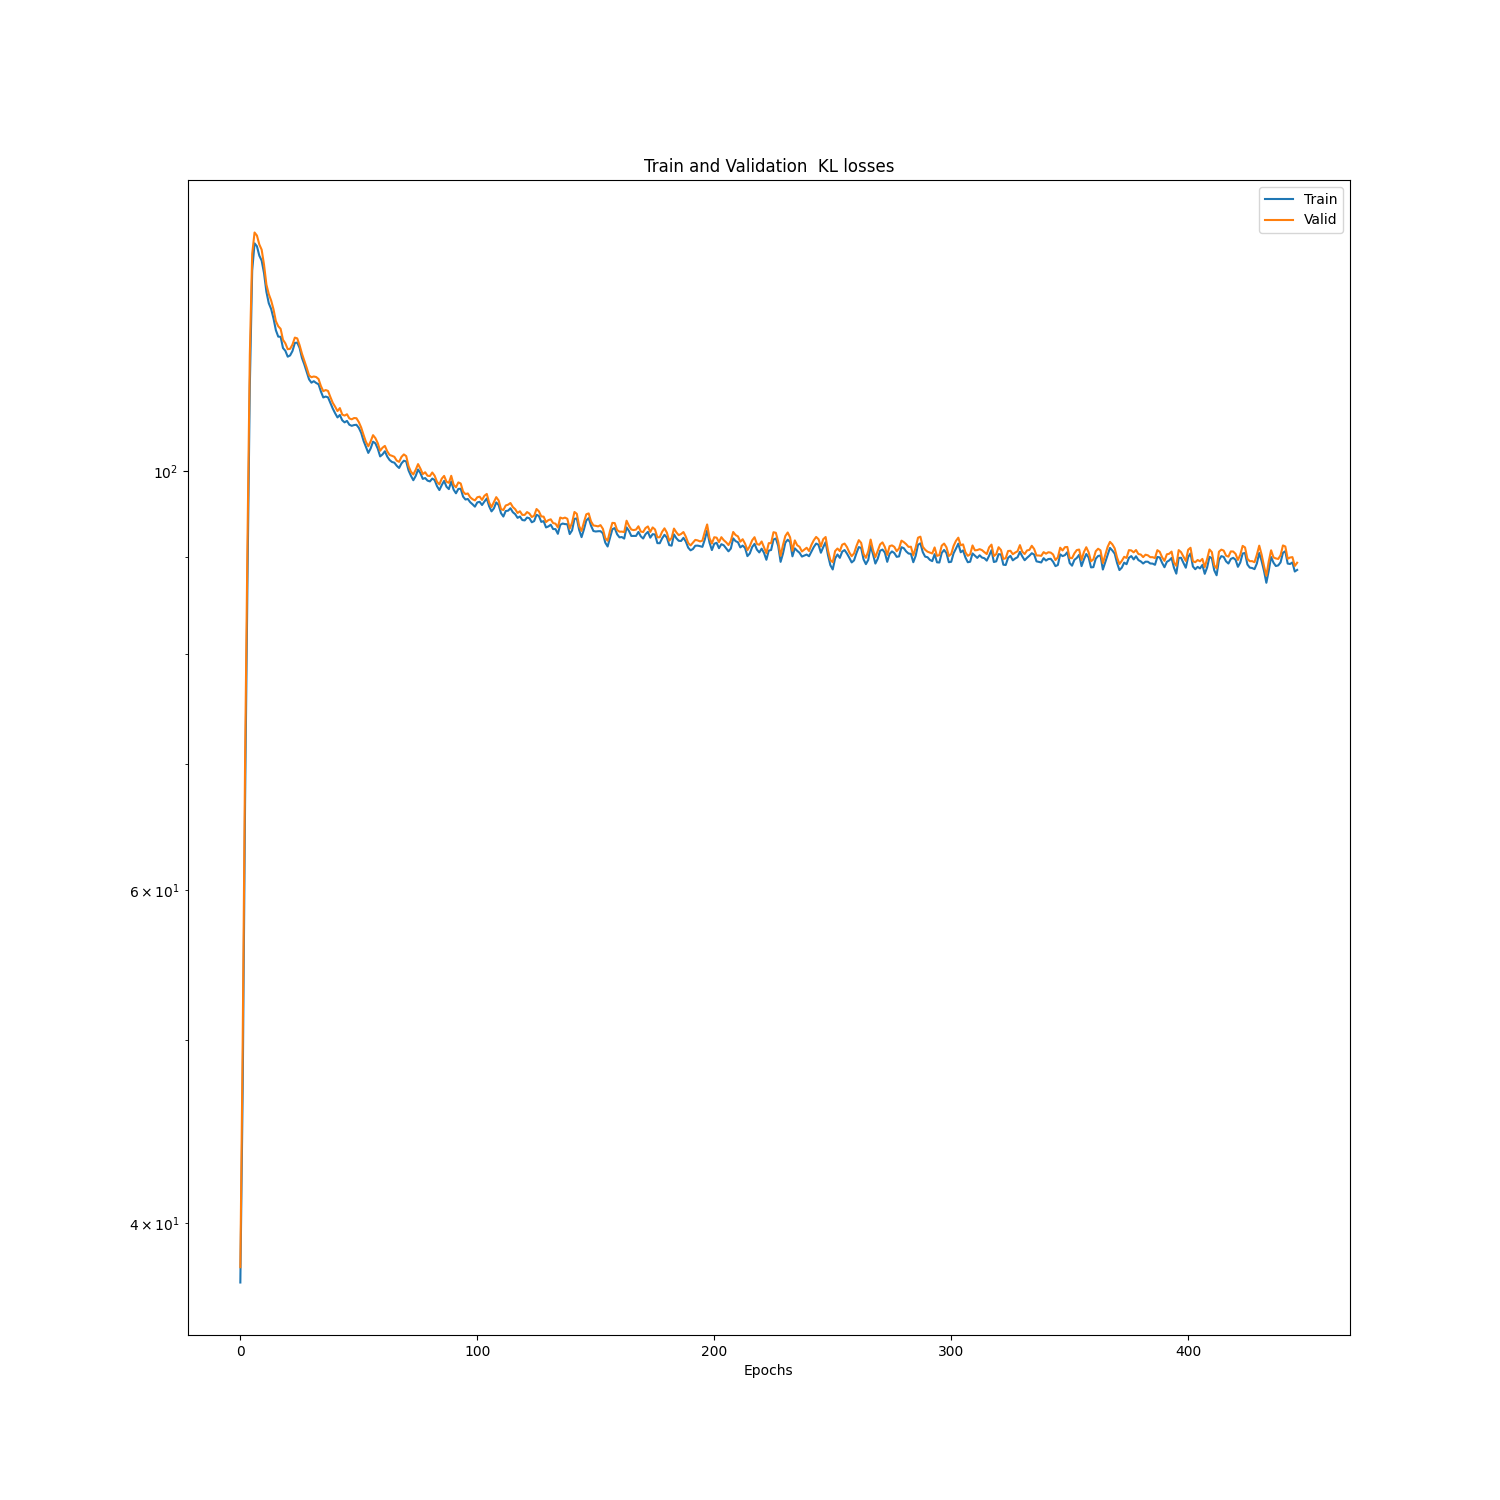 Train and Validation  KL losses
Train
Valid
10²
6 × 10¹
4 × 10¹
0 100 200 300 400
Epochs